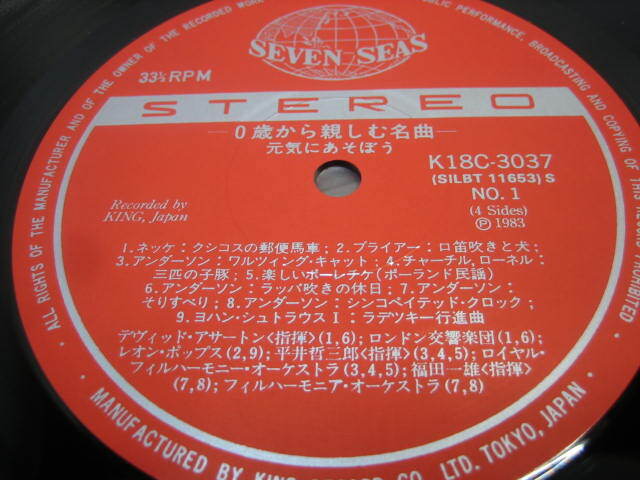 ALL RIGHTS OF THE MANUFACTURER AND OF THE OWNER OF THE RECORDED WORK
PUBLIC PERFORMANCE, BROADCASTING AND COPYING OF THIS
PROHIBITED
SEVEN SEAS
33⅓RPM
STEREO
0歳から親しむ名曲
元気にあそぼう
K18C-3037
(SILBT 11653) S
NO. 1
(4 Sides)
Ⓟ1983
Recorded by
KING, Japan
1.ネッケ:クシコスの郵便馬車; 2.プライアー:口笛吹きと犬;
3.アンダーソン:ワルツィング・キャット; 4.チャーチル,ローネル:
三匹の子豚; 5.楽しいポーレチケ(ポーランド民謡)
6.アンダーソン:ラッパ吹きの休日; 7.アンダーソン:
そりすべり; 8.アンダーソン:シンコペイテッド・クロック;
9.ヨハン・シュトラウスⅠ:ラデツキー行進曲
デヴィッド・アサートン<指揮>(1,6);ロンドン交響楽団(1,6);
レオン・ポップス(2,9);平井哲三郎<指揮>(3,4,5);ロイヤル・
フィルハーモニー・オーケストラ(3,4,5);福田一雄<指揮>
(7,8);フィルハーモニア・オーケストラ(7,8)
MANUFACTURED BY KING RECORD CO. LTD. TOKYO, JAPAN.